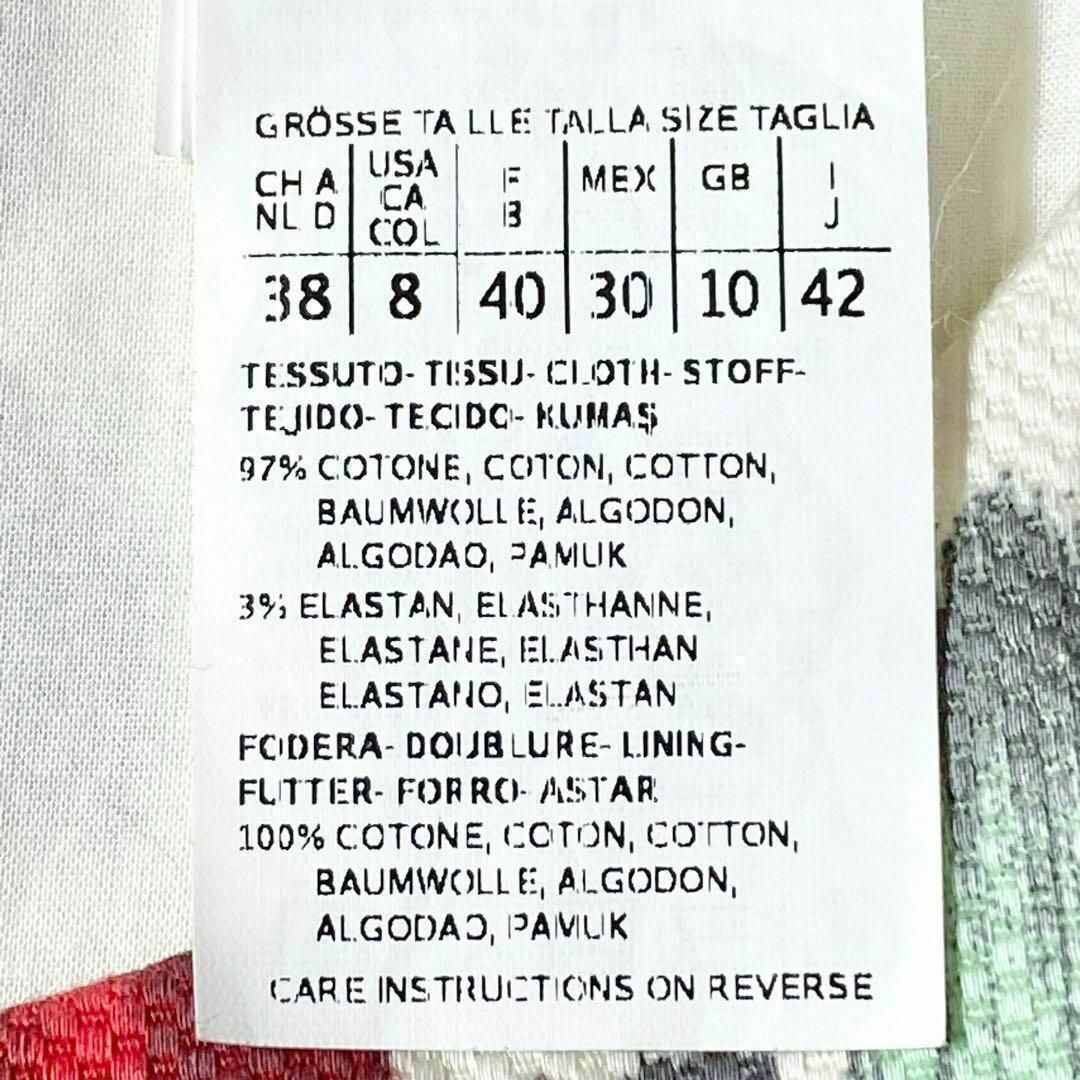 GRÖSSE TAILLE TALLA SIZE TAGLIA
CH A NL D USA CA COL F B MEX GB I J
38 8 40 30 10 42
TESSUTO- TISSU- CLOTH- STOFF-
TEJIDO- TECIDO- KUMAŞ
97% COTONE, COTON, COTTON,
BAUMWOLLE, ALGODON,
ALGODAO, PAMUK
3% ELASTAN, ELASTHANNE,
ELASTANE, ELASTHAN
ELASTANO, ELASTAN
FODERA- DOUBLURE- LINING-
FUTTER- FORRO- ASTAR
100% COTONE, COTON, COTTON,
BAUMWOLLE, ALGODON,
ALGODAO, PAMUK
CARE INSTRUCTIONS ON REVERSE